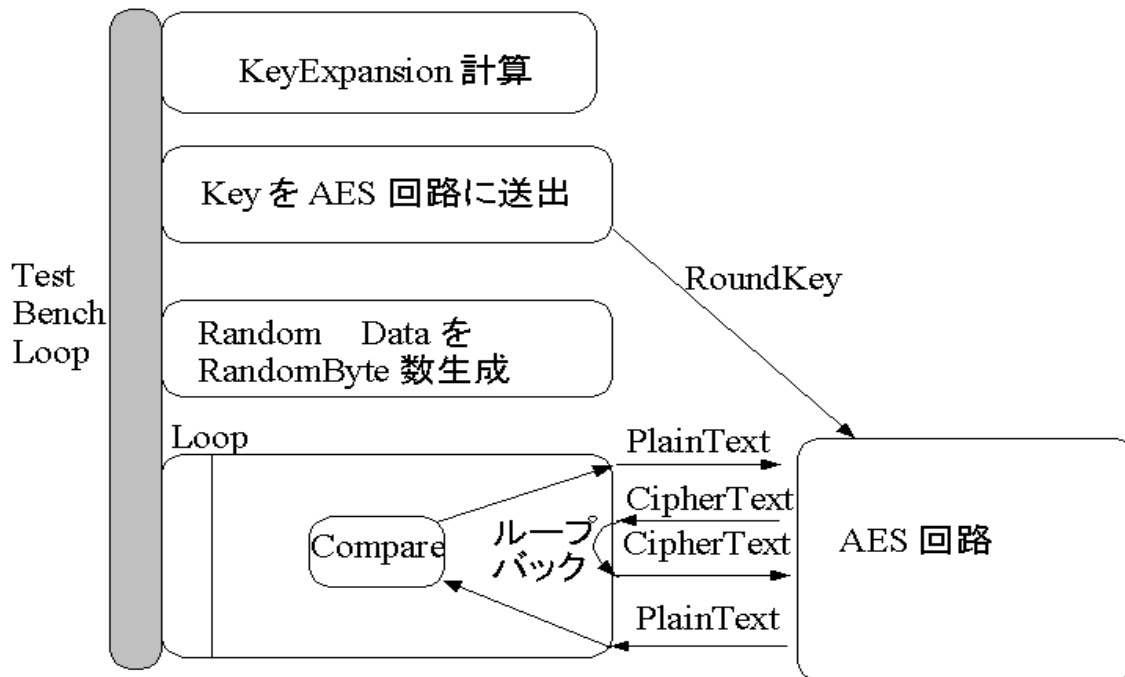 KeyExpansion 計算
Key を AES 回路に送出
RoundKey
Test
Bench
Loop
Random Data を
RandomByte 数生成
Loop
PlainText
CipherText
ループ
バック
CipherText
Compare
AES 回路
PlainText